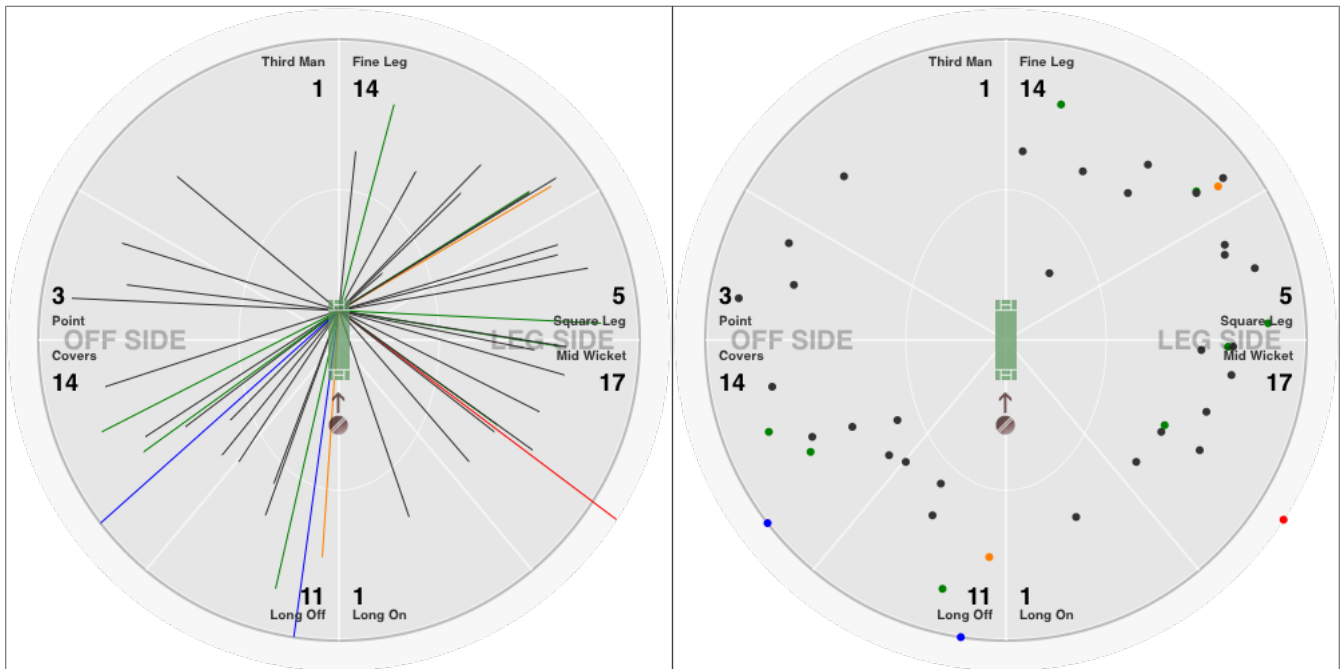 Third Man
Fine Leg
1
14
3
Point
OFF SIDE
Covers
14
5
Square Leg
LEG SIDE
Mid Wicket
17
11
Long Off
1
Long On
Third Man
Fine Leg
1
14
3
Point
OFF SIDE
Covers
14
5
Square Leg
LEG SIDE
Mid Wicket
17
11
Long Off
1
Long On